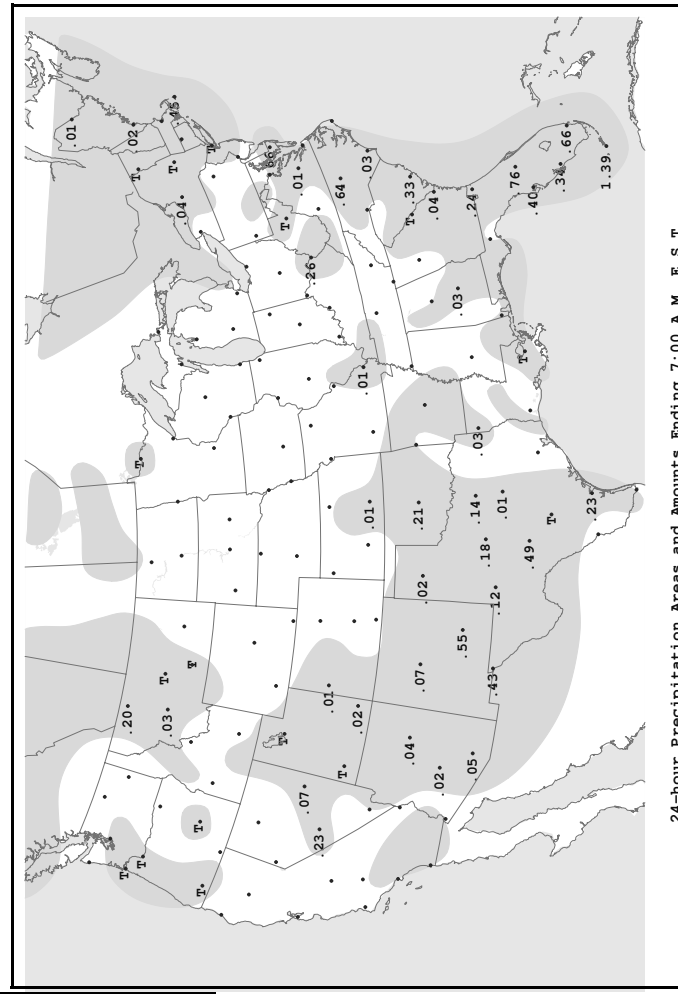 .01
T
.20
02
T
T
T
T
.03
T
.45
.04
T
T
T
T
T
T
.01
.07
.26
23
.01
.64
T
.02
.01
03
.01
.04
T
.33
.07
.21
.02
.04
.02
.03
.55
.05
.24
.14
.03
.18
.43
.12
.01
76
T
.49
.40
T
.34
.66
.23
1.39
24-hour Precipitation Areas and Amounts Ending 7:00 A.M. E.S.T.